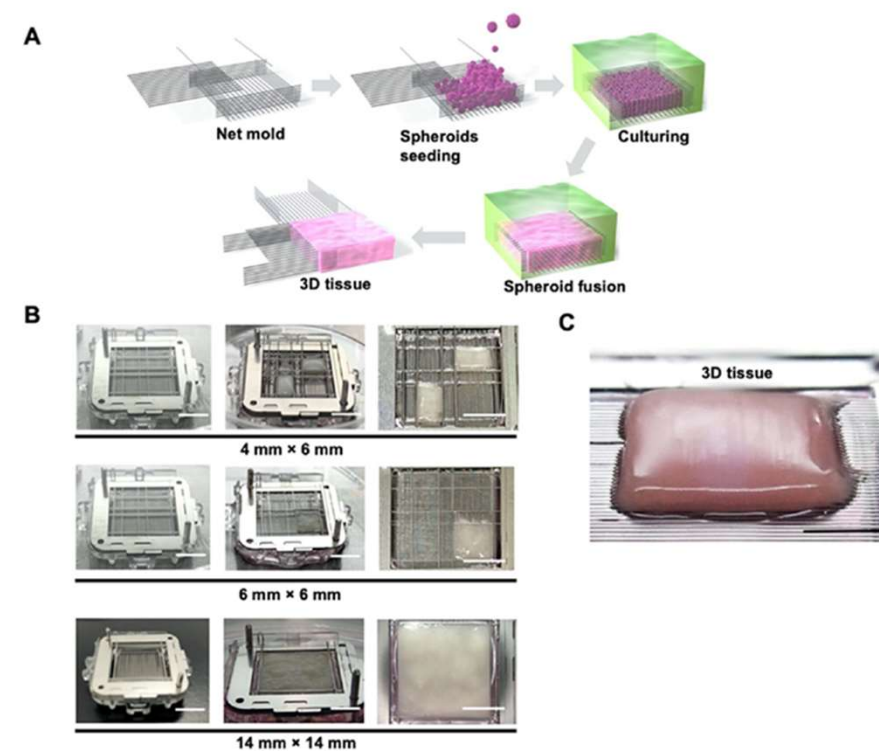 A
Net mold
Spheroids
seeding
Culturing
3D tissue
Spheroid fusion
B
4 mm × 6 mm
6 mm × 6 mm
14 mm × 14 mm
C
3D tissue